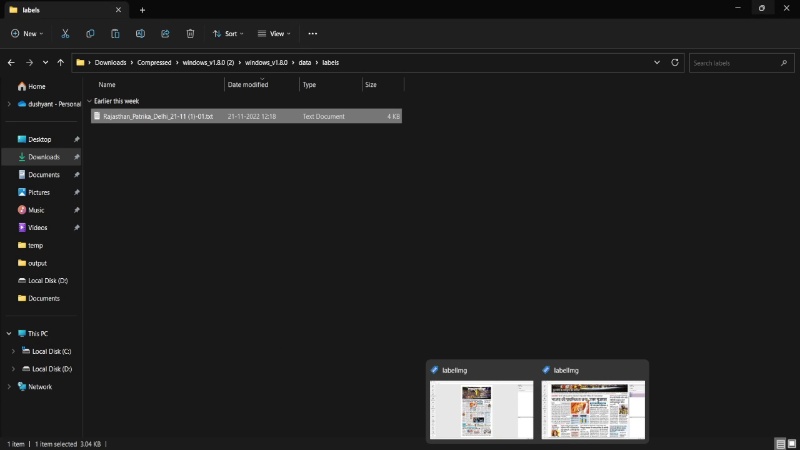 labels
New
Sort
View
Downloads > Compressed > windows_v1.8.0 (2) > windows_v1.8.0 > data > labels
Search labels
Home
dushyant - Personal
Desktop
Downloads
Documents
Pictures
Music
Videos
temp
output
Local Disk (D:)
Documents
This PC
Local Disk (C:)
Local Disk (D:)
Network
Name Date modified Type Size
Earlier this week
Rajasthan_Patrika_Delhi_21-11 (1)-01.txt 21-11-2022 12:18 Text Document 4 KB
labelImg labelImg
1 item 1 item selected 3.04 KB